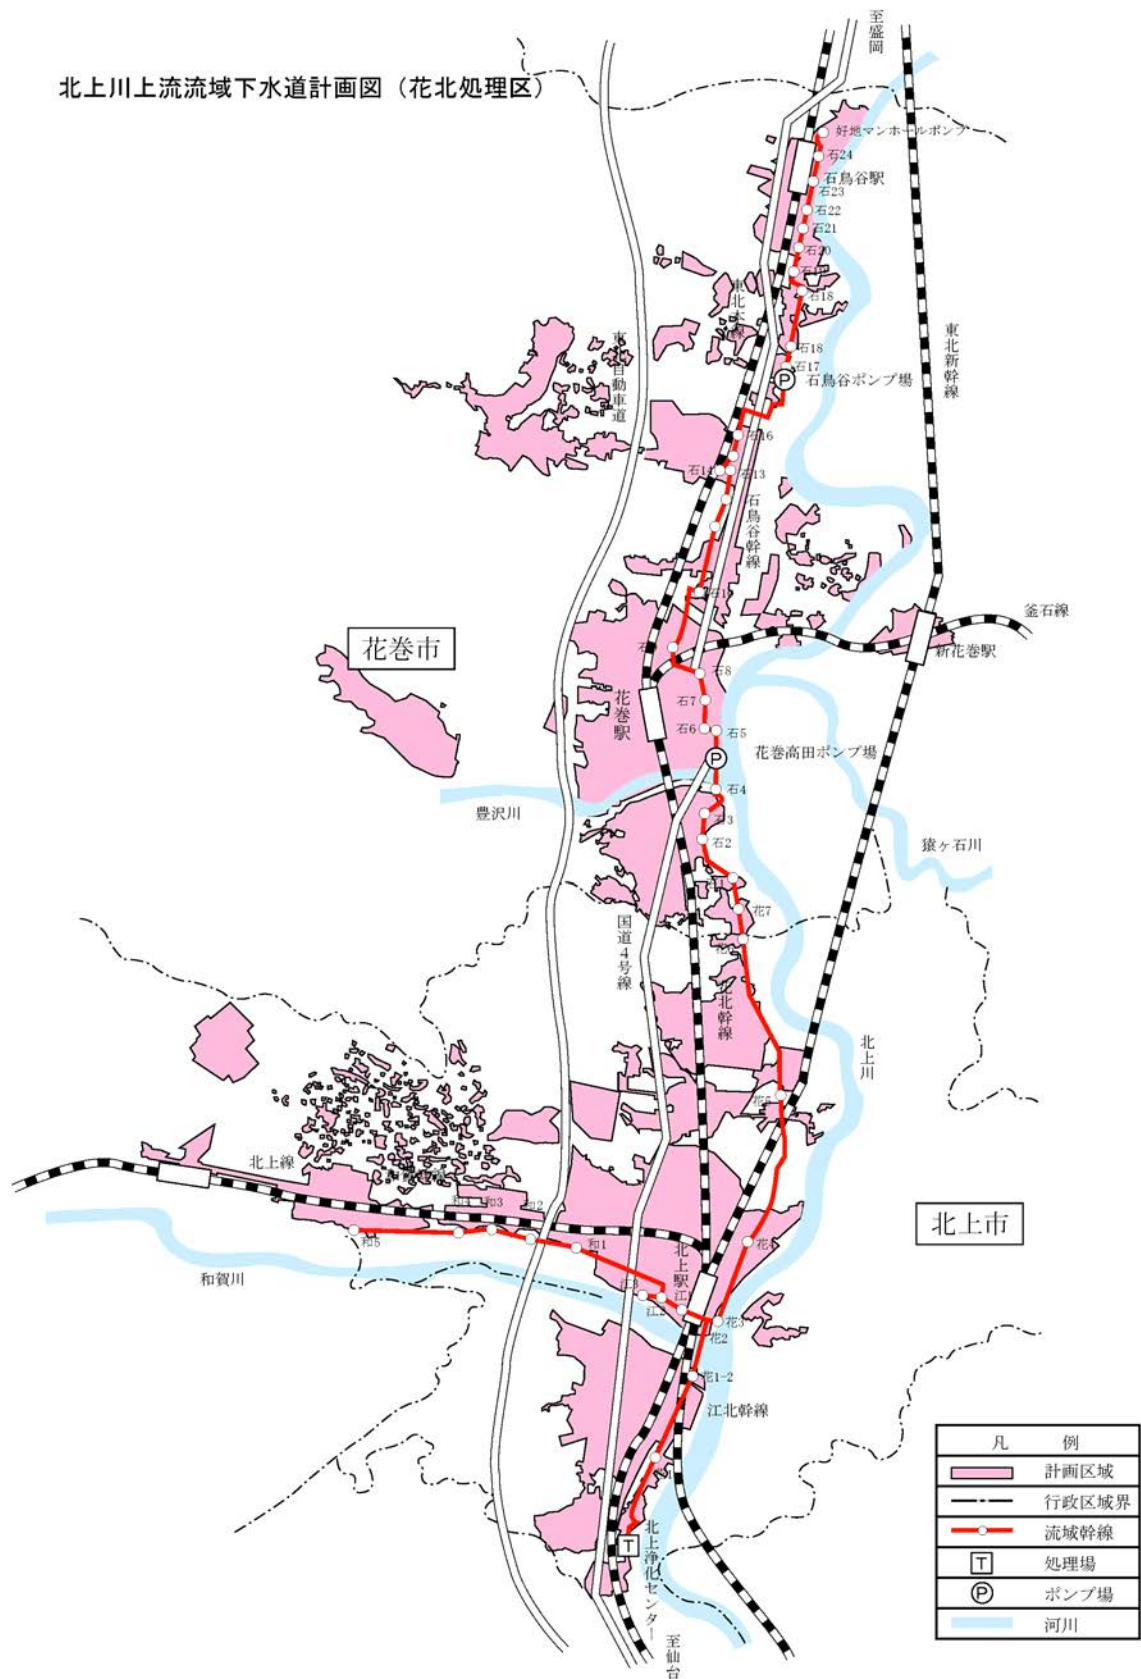 北上川上流流域下水道計画図（花北処理区）
至盛岡
好地マンホールポンプ
石24
石鳥谷駅
石23
石22
石21
石20
石18
東北本線
東北新幹線
石18
石17
石鳥谷ポンプ場
石16
石14
石13
石鳥谷幹線
釜石線
新花巻駅
花巻市
石8
花巻駅
石7
石6
石5
花巻高田ポンプ場
石4
豊沢川
石3
石2
猿ヶ石川
花7
国道4号線
北上川
北上線
和3
和2
和5
和1
北上市
花4
和賀川
北上駅
江3
江2
花3
花2
花1-2
江北幹線
北上浄化センター
至仙台
凡 例
計画区域
行政区域界
流域幹線
T 処理場
P ポンプ場
河川